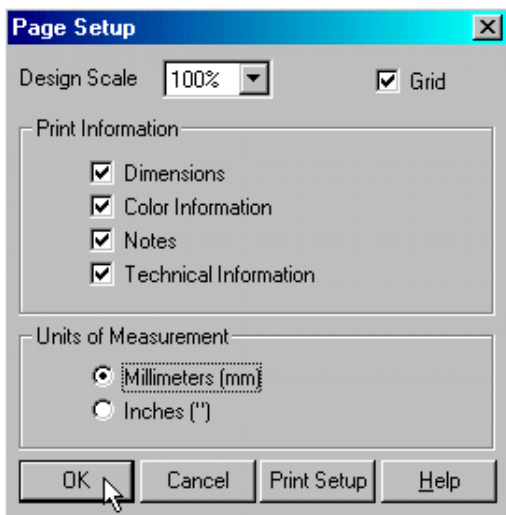 Page Setup
Design Scale 100% Grid
Print Information
Dimensions
Color Information
Notes
Technical Information
Units of Measurement
Millimeters (mm)
Inches (")
OK Cancel Print Setup Help